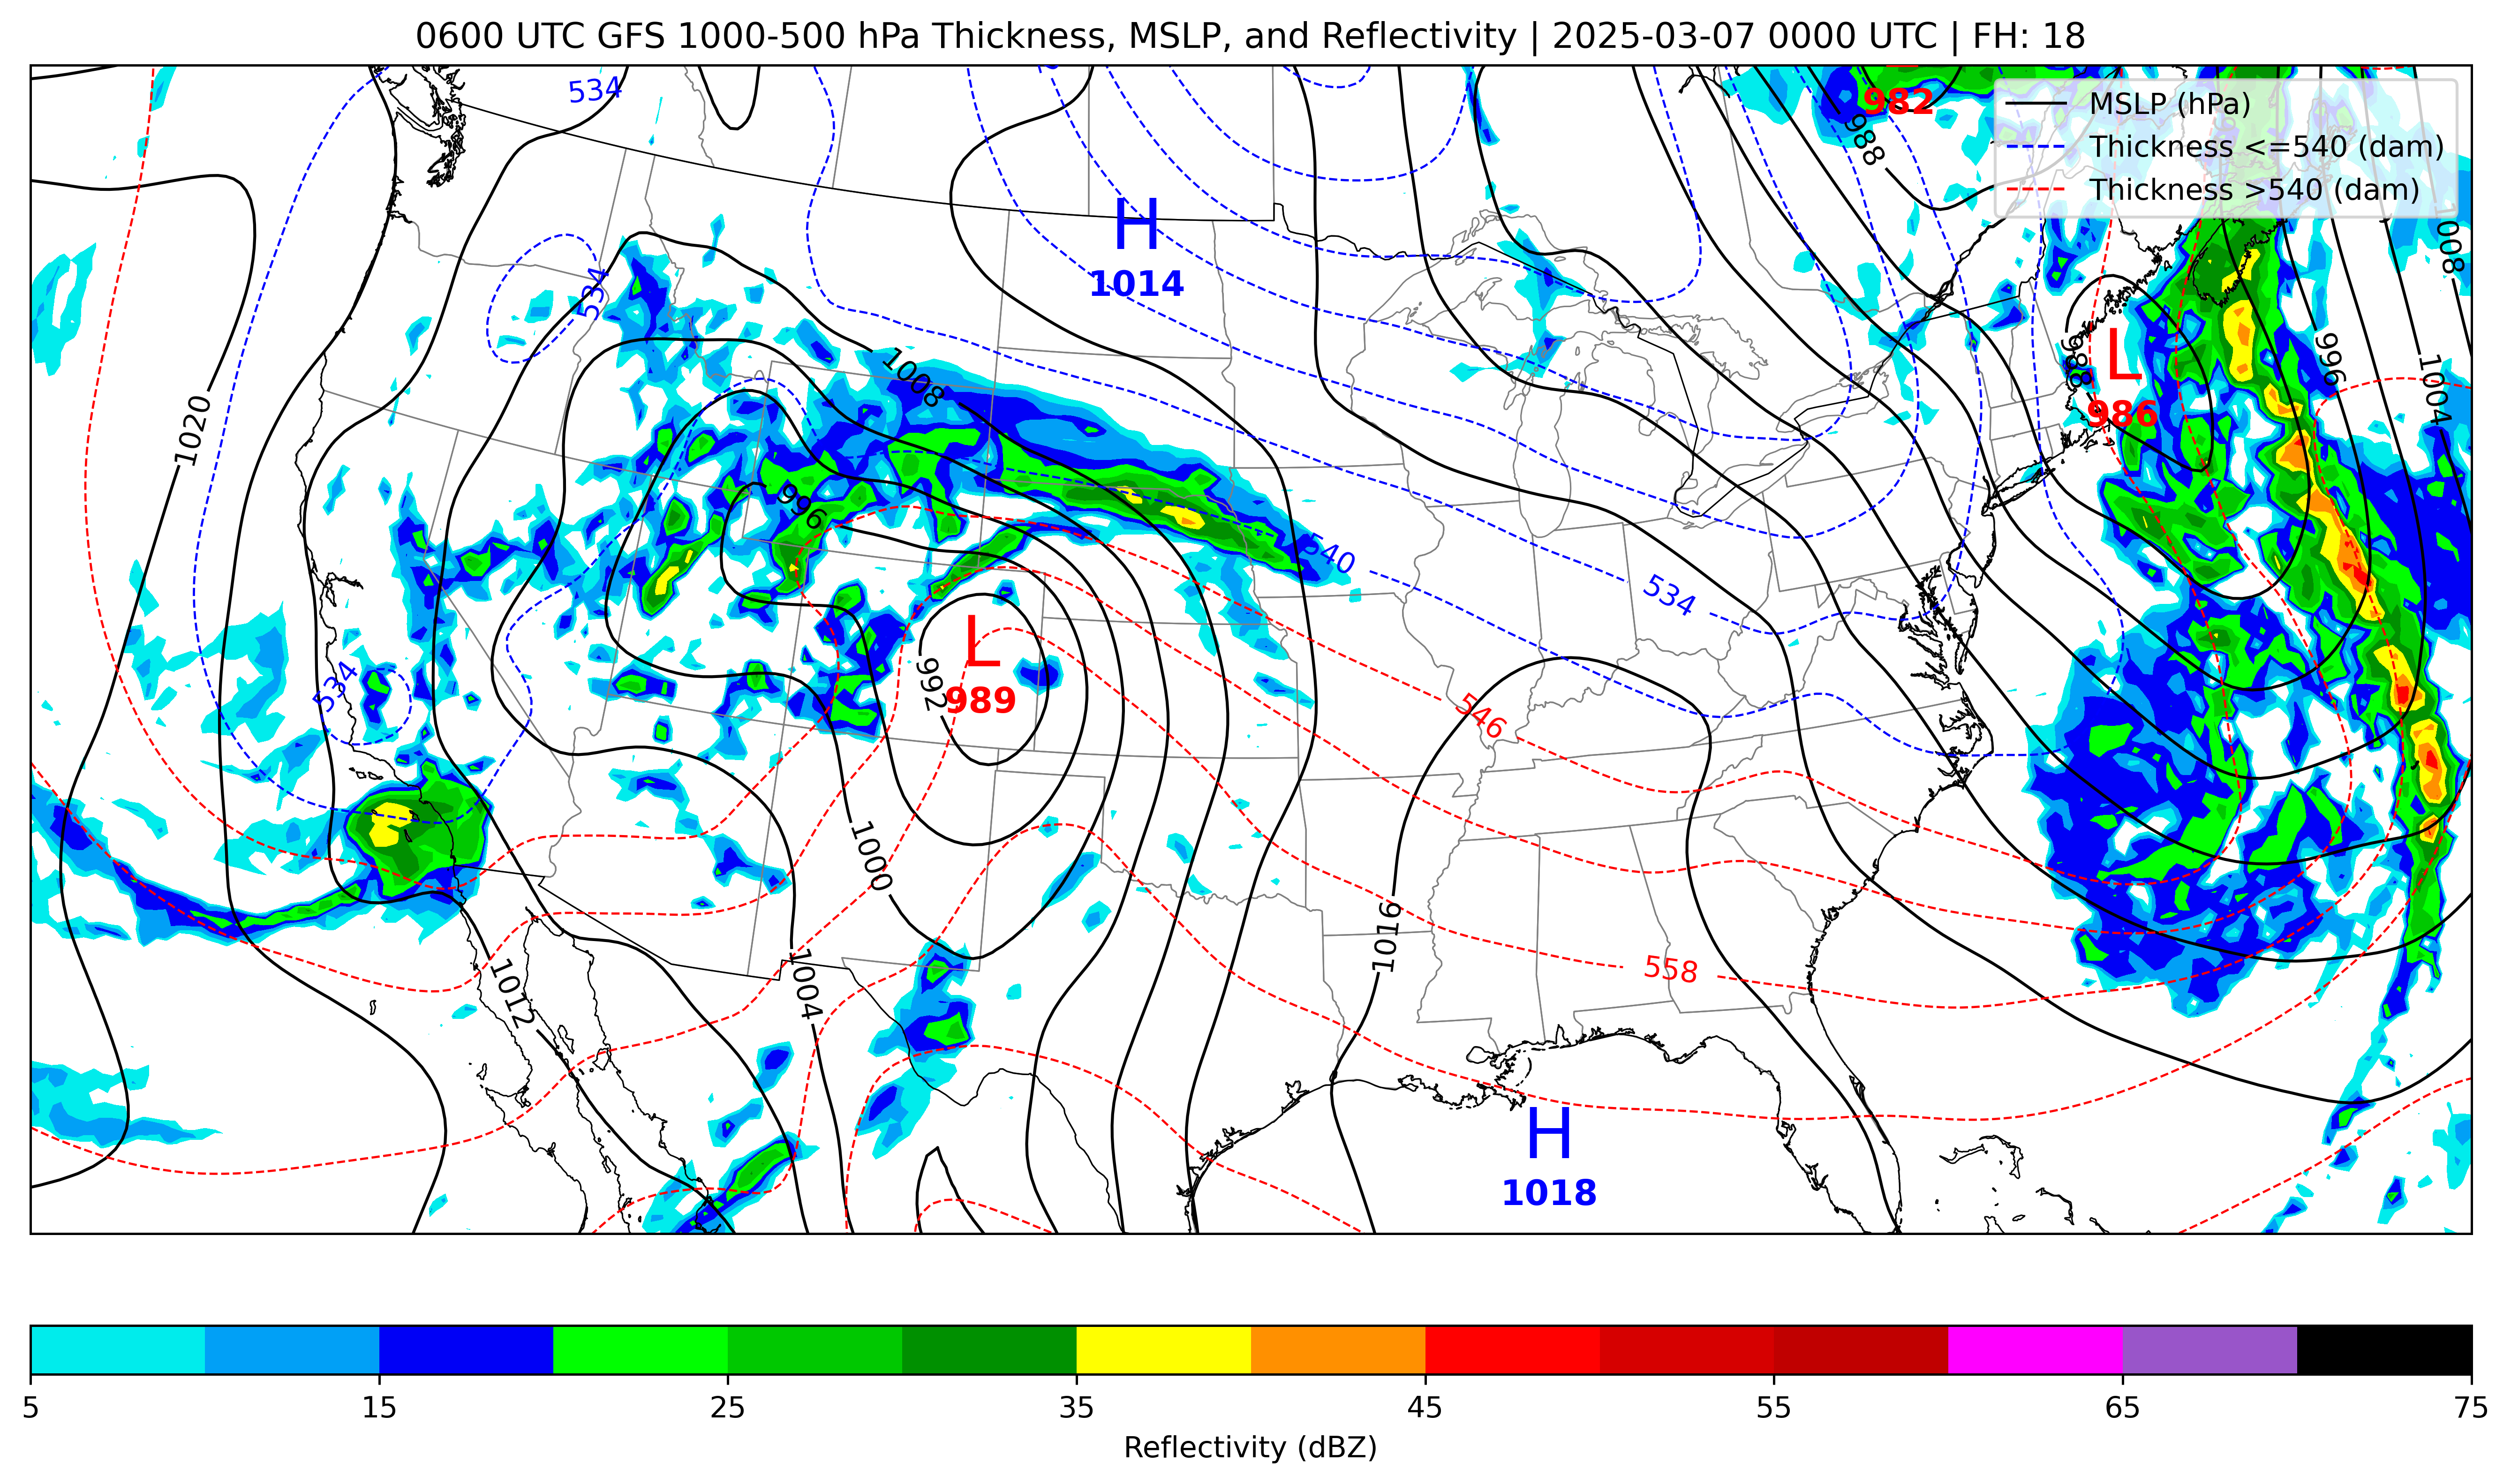 0600 UTC GFS 1000-500 hPa Thickness, MSLP, and Reflectivity | 2025-03-07 0000 UTC | FH: 18
534
982
MSLP (hPa)
988
Thickness <=540 (dam)
Thickness >540 (dam)
H
1014
008
534
1008
988
L
986
996
1004
1020
996
540
534
L
989
992
534
546
1000
1016
558
1012
1004
H
1018
5 15 25 35 45 55 65 75
Reflectivity (dBZ)